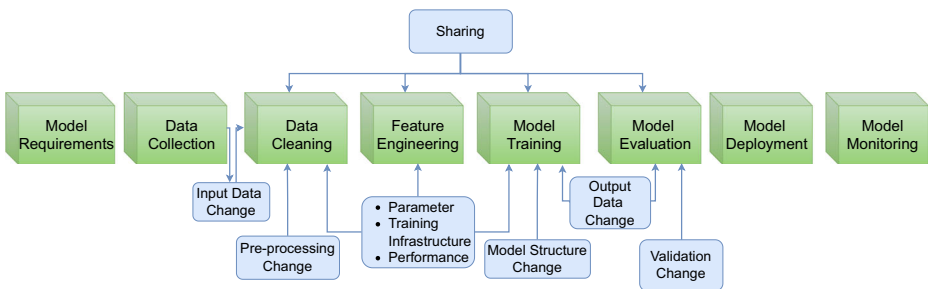 Sharing
Model
Requirements
Data
Collection
Data
Cleaning
Feature
Engineering
Model
Training
Model
Evaluation
Model
Deployment
Model
Monitoring
Input Data
Change
Pre-processing
Change
• Parameter
• Training
Infrastructure
• Performance
Model Structure
Change
Output
Data
Change
Validation
Change